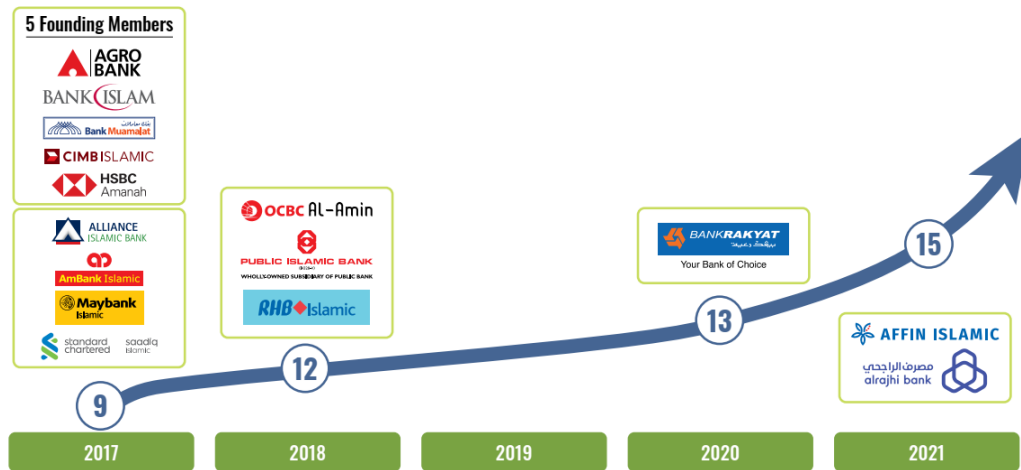 5 Founding Members
AGRO
BANK
BANK ISLAM
Bank Muamalat
CIMB ISLAMIC
HSBC
Amanah
ALLIANCE
ISLAMIC BANK
AmBank Islamic
Maybank
Islamic
standard
chartered
saadiq
Islamic
OCBC AL-Amin
PUBLIC ISLAMIC BANK
WHOLLY-OWNED SUBSIDIARY OF PUBLIC BANK
RHB Islamic
BANKRAKYAT
Your Bank of Choice
AFFIN ISLAMIC
مصرف الراجحي
alrajhi bank
9
12
13
15
2017
2018
2019
2020
2021